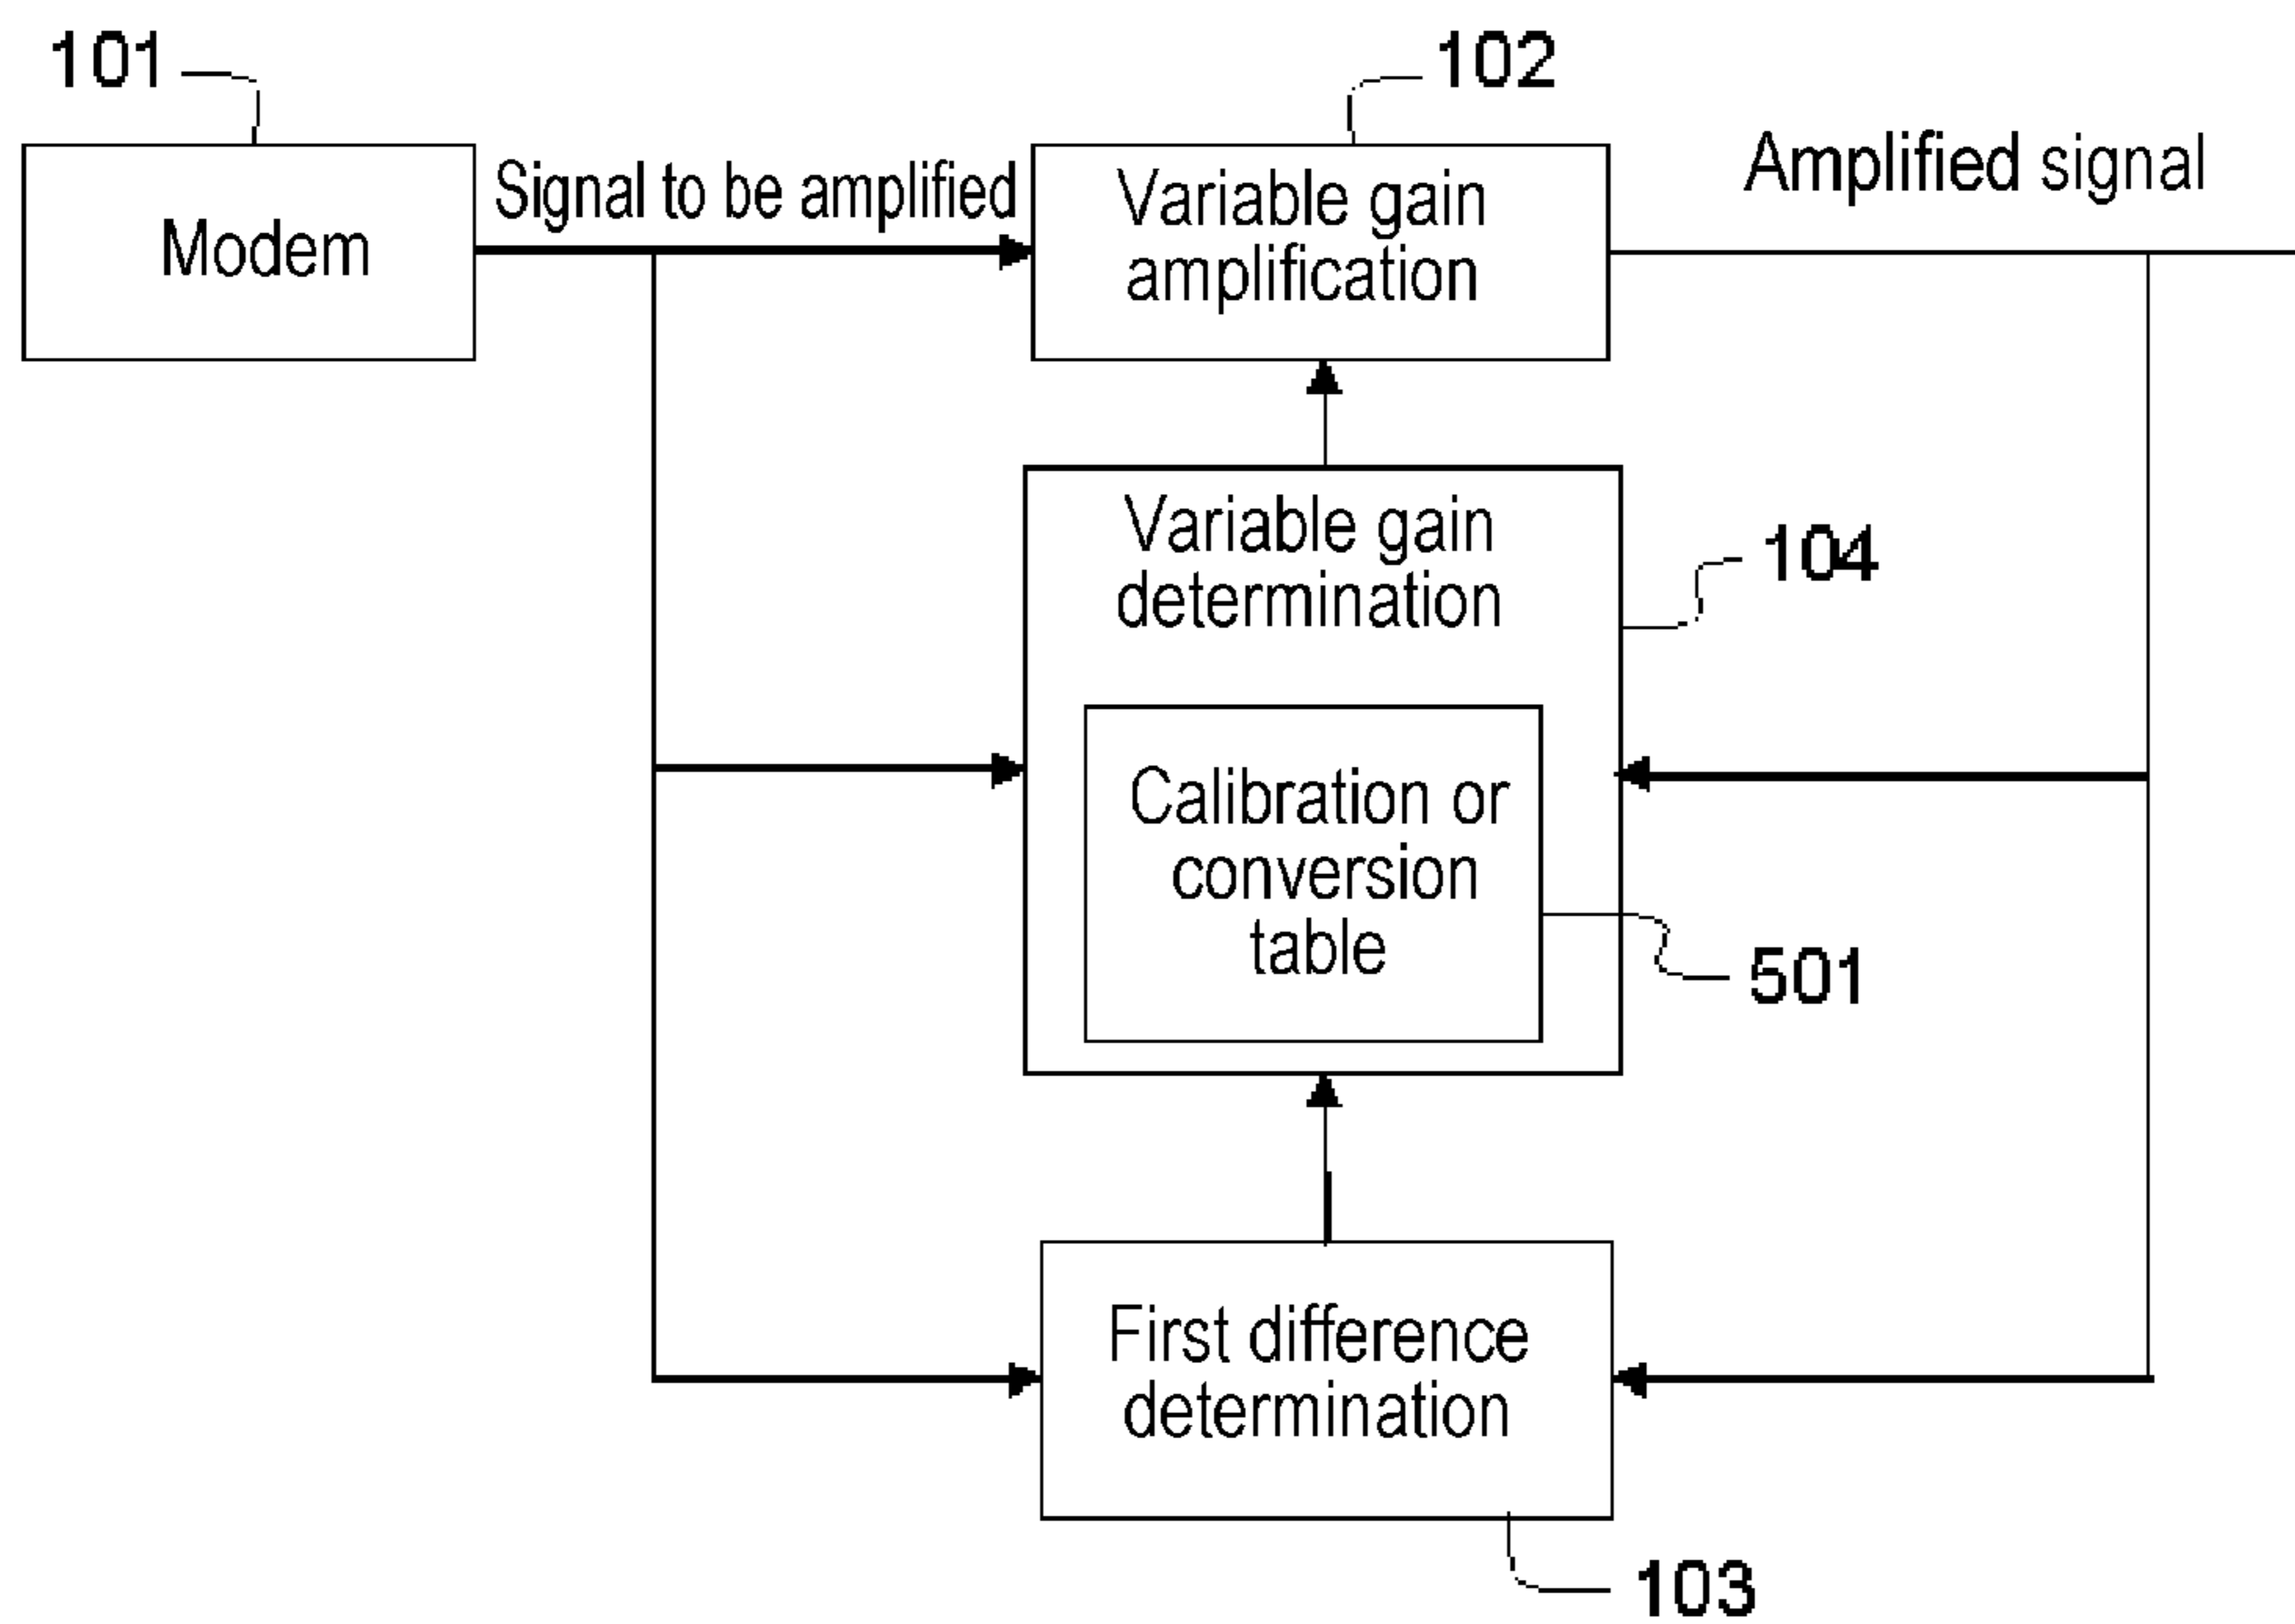 101
102
Modem
Signal to be amplified
Variable gain
amplification
Amplified signal
Variable gain
determination
104
Calibration or
conversion
table
501
First difference
determination
103